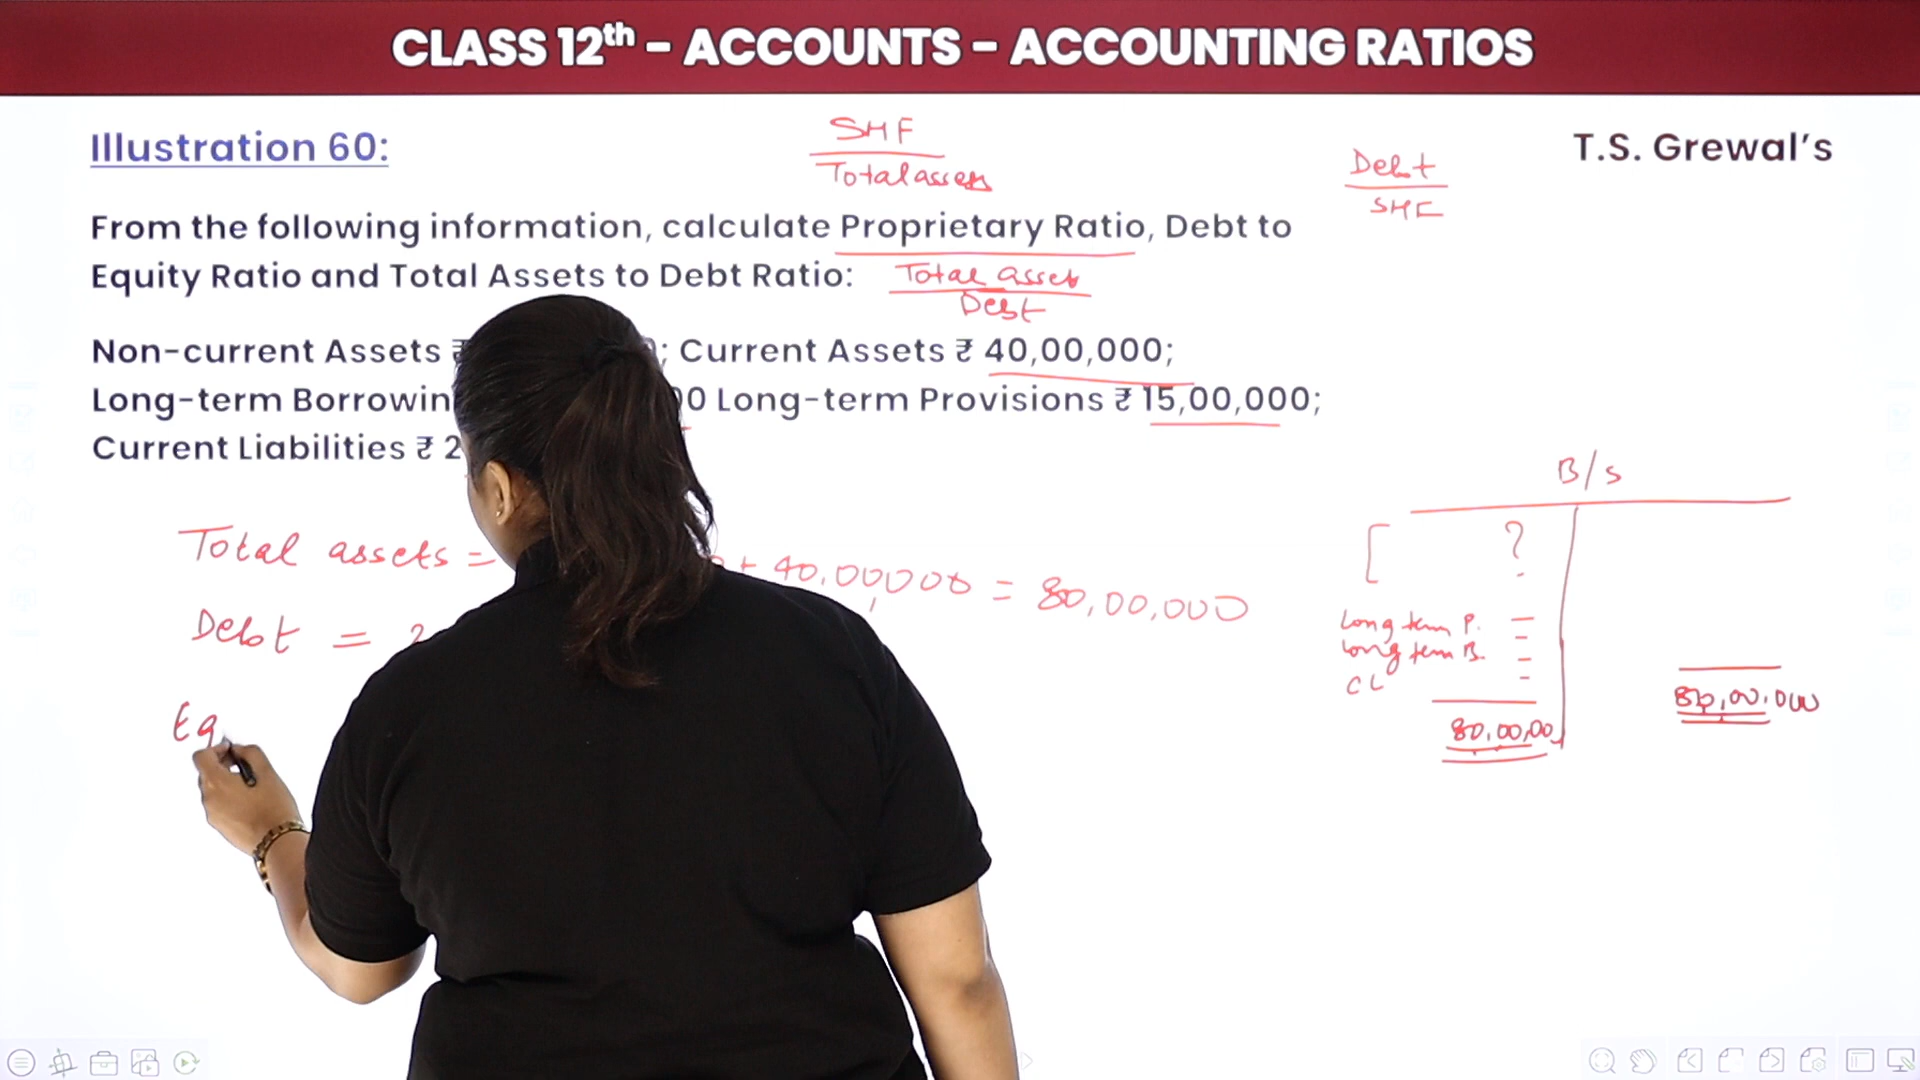 CLASS 12th – ACCOUNTS – ACCOUNTING RATIOS
Illustration 60:
SHF
Total assets
Debt
SHF
T.S. Grewal's
From the following information, calculate Proprietary Ratio, Debt to
Equity Ratio and Total Assets to Debt Ratio:
Total asset
Debt
Non-current Assets ; Current Assets ₹ 40,00,000;
Long-term 0 Long-term Provisions ₹ 15,00,000;
Current Liabilities ₹ 2
Total assets = + 40,00,000 = 80,00,000
Debt = 2
Eq
B/S
?
Long term P.
Long term B.
CL
80,00,00
80,00,000